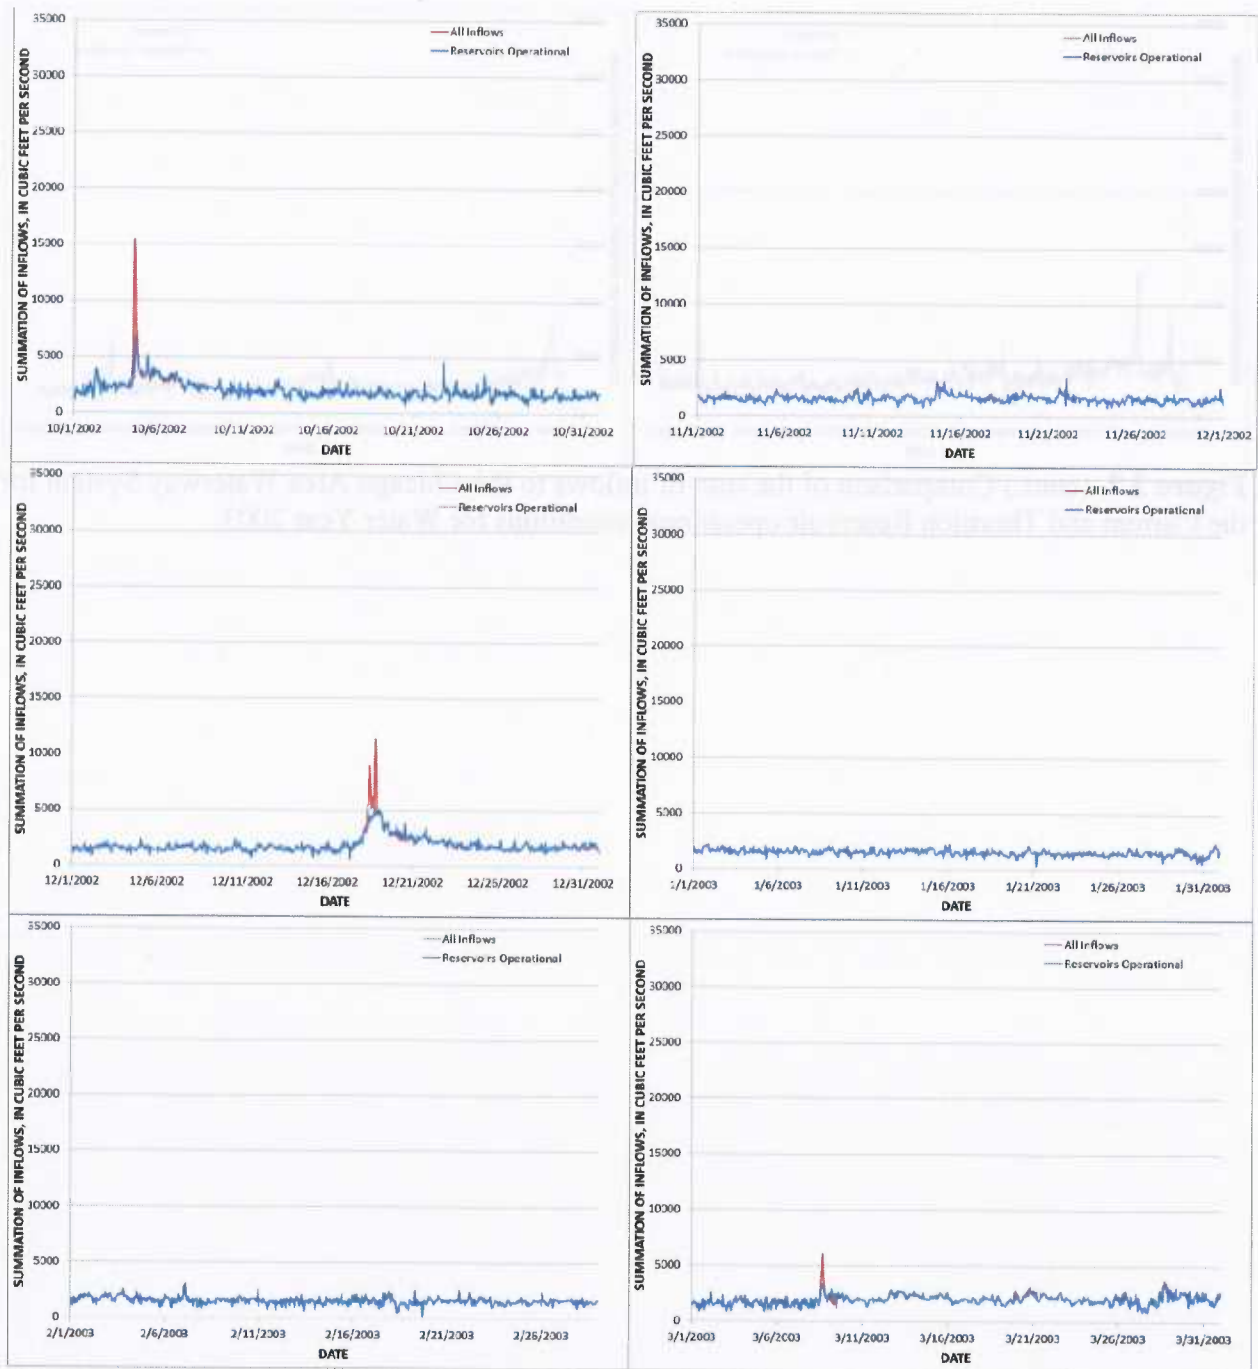 SUMMATION OF INFLOWS, IN CUBIC FEET PER SECOND
35000
30000
25000
20000
15000
10000
5000
0
All Inflows
Reservoirs Operational
10/1/2002 10/6/2002 10/11/2002 10/16/2002 10/21/2002 10/26/2002 10/31/2002
DATE
SUMMATION OF INFLOWS, IN CUBIC FEET PER SECOND
35000
30000
25000
20000
15000
10000
5000
0
All Inflows
Reservoirs Operational
11/1/2002 11/6/2002 11/11/2002 11/16/2002 11/21/2002 11/26/2002 12/1/2002
DATE
SUMMATION OF INFLOWS, IN CUBIC FEET PER SECOND
35000
30000
25000
20000
15000
10000
5000
0
All Inflows
Reservoirs Operational
12/1/2002 12/6/2002 12/11/2002 12/16/2002 12/21/2002 12/26/2002 12/31/2002
DATE
SUMMATION OF INFLOWS, IN CUBIC FEET PER SECOND
35000
30000
25000
20000
15000
10000
5000
0
All Inflows
Reservoirs Operational
1/1/2003 1/6/2003 1/11/2003 1/16/2003 1/21/2003 1/26/2003 1/31/2003
DATE
SUMMATION OF INFLOWS, IN CUBIC FEET PER SECOND
35000
30000
25000
20000
15000
10000
5000
0
All Inflows
Reservoirs Operational
2/1/2003 2/6/2003 2/11/2003 2/16/2003 2/21/2003 2/26/2003
DATE
SUMMATION OF INFLOWS, IN CUBIC FEET PER SECOND
35000
30000
25000
20000
15000
10000
5000
0
All Inflows
Reservoirs Operational
3/1/2003 3/6/2003 3/11/2003 3/16/2003 3/21/2003 3/26/2003 3/31/2003
DATE